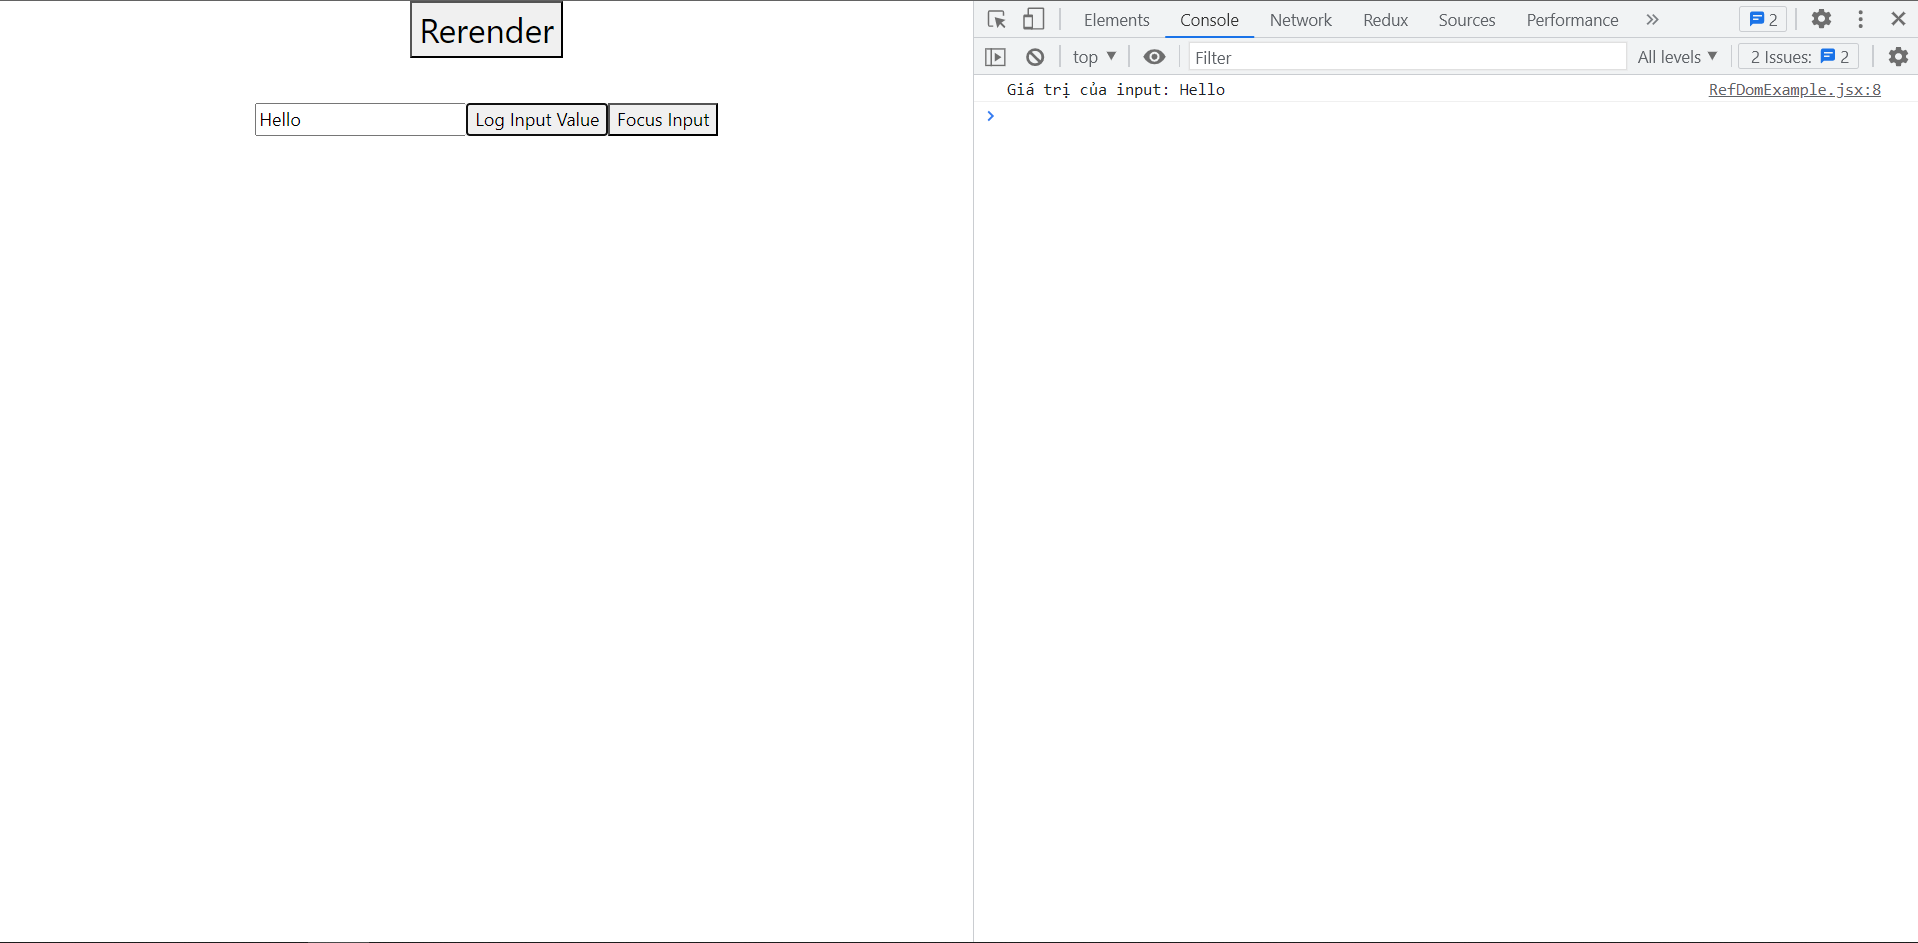 Rerender
Hello Log Input Value Focus Input
Elements Console Network Redux Sources Performance 2
top Filter All levels 2 Issues: 2
Giá trị của input: Hello RefDomExample.jsx:8